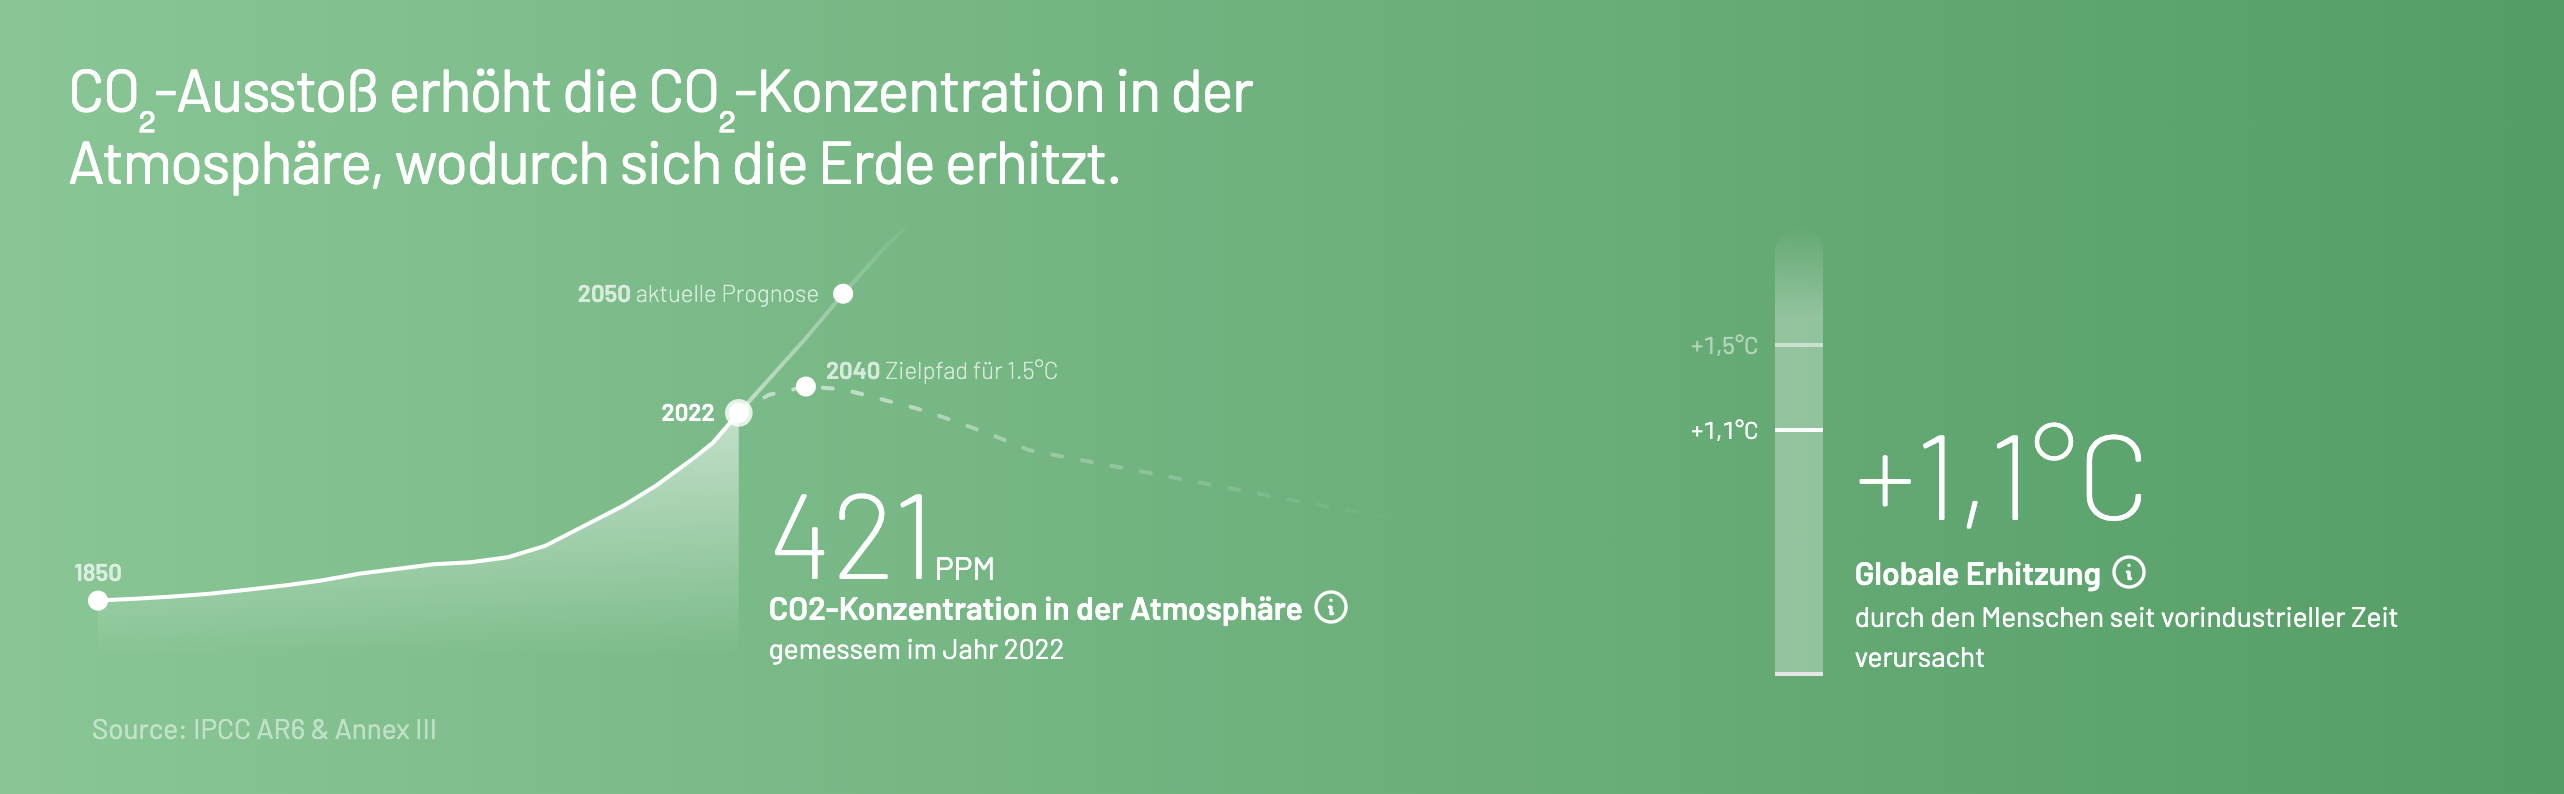 CO₂-Ausstoß erhöht die CO₂-Konzentration in der
Atmosphäre, wodurch sich die Erde erhitzt.
2050 aktuelle Prognose
2040 Zielpfad für 1.5°C
2022
1850
421 PPM
CO2-Konzentration in der Atmosphäre
gemessem im Jahr 2022
+1,5°C
+1,1°C
+1,1°C
Globale Erhitzung
durch den Menschen seit vorindustrieller Zeit
verursacht
Source: IPCC AR6 & Annex III